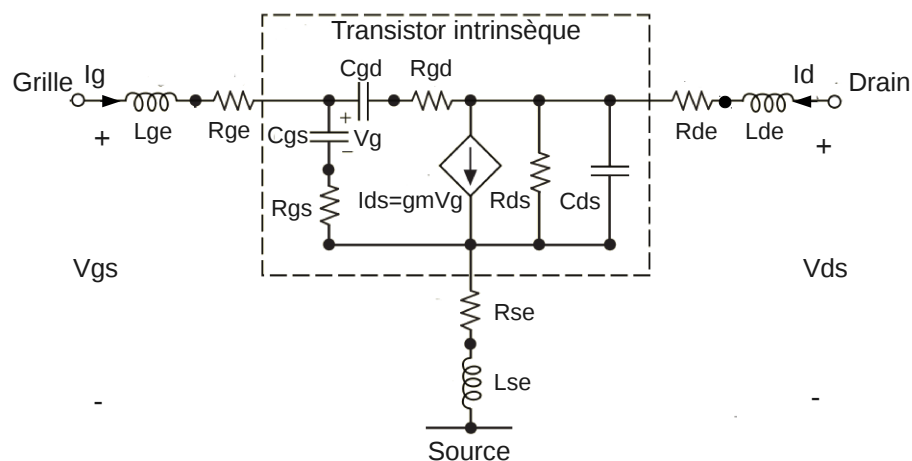 Transistor intrinsèque
Grille Ig
Cgd Rgd
Id Drain
Lge Rge
+
Cgs Vg
−
Rde Lde
+
+
Rgs
Ids=gmVg Rds Cds
Vgs
Vds
Rse
Lse
-
-
Source